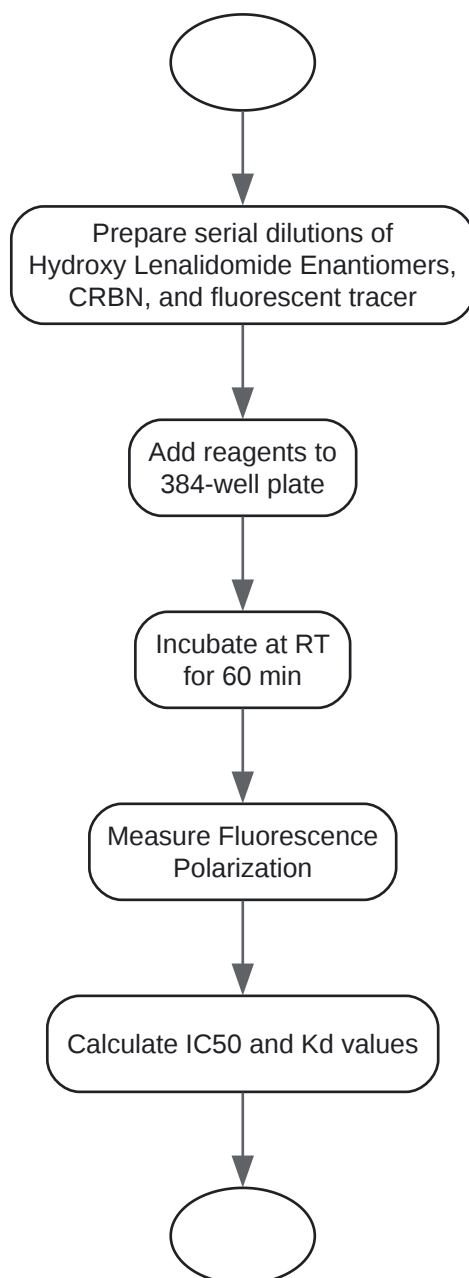 Prepare serial dilutions of
Hydroxy Lenalidomide Enantiomers,
CRBN, and fluorescent tracer
Add reagents to
384-well plate
Incubate at RT
for 60 min
Measure Fluorescence
Polarization
Calculate IC50 and Kd values